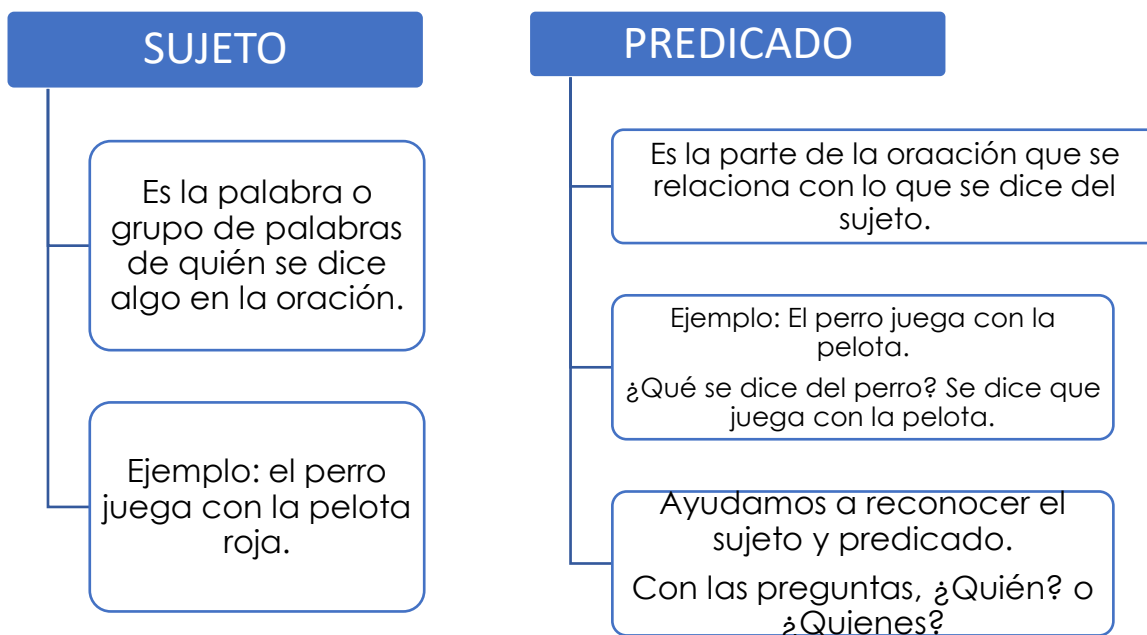 SUJETO
Es la palabra o
grupo de palabras
de quién se dice
algo en la oración.
Ejemplo: el perro
juega con la pelota
roja.
PREDICADO
Es la parte de la oraación que se
relaciona con lo que se dice del
sujeto.
Ejemplo: El perro juega con la
pelota.
¿Qué se dice del perro? Se dice que
juega con la pelota.
Ayudamos a reconocer el
sujeto y predicado.
Con las preguntas, ¿Quién? o
¿Quienes?